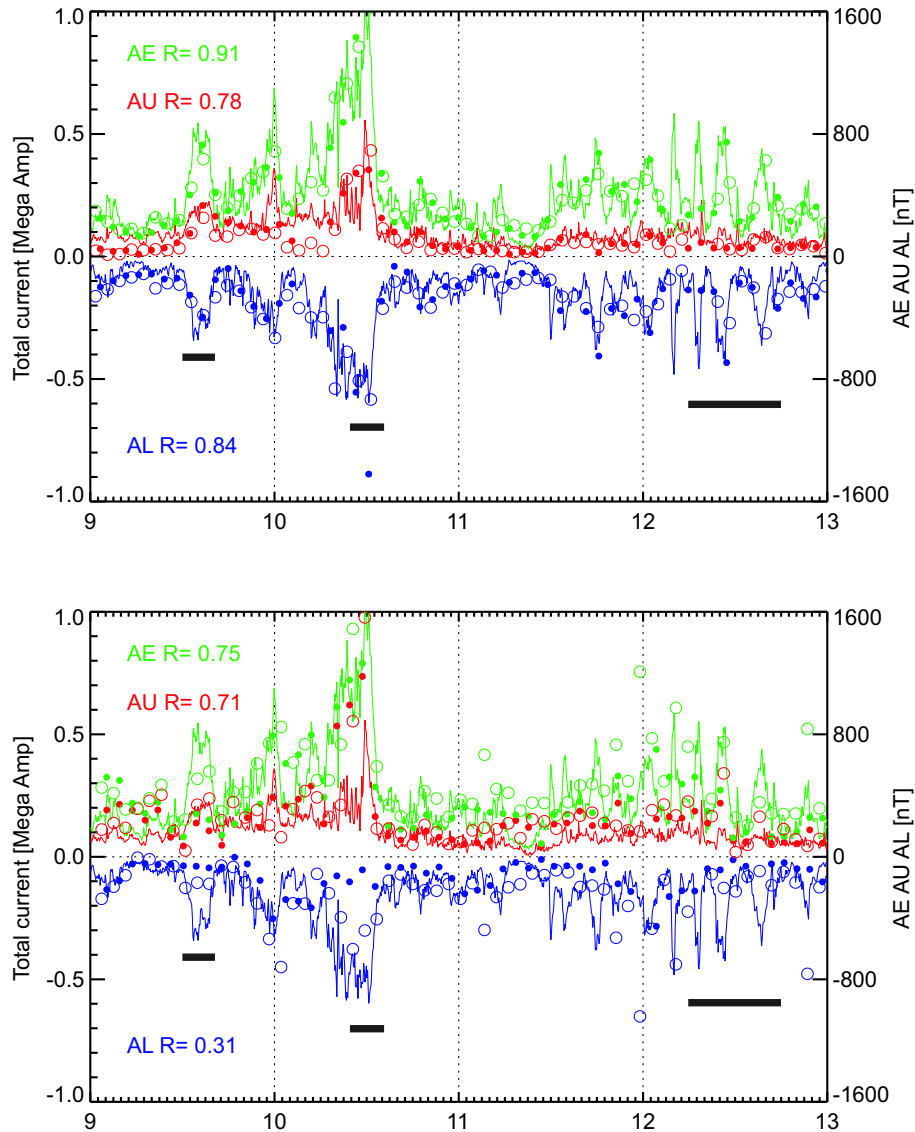 1.0
1600
AE R= 0.91
AU R= 0.78
0.5
800
Total current [Mega Amp]
AE AU AL [nT]
0.0
0
-0.5
-800
AL R= 0.84
-1.0
-1600
9 10 11 12 13
1.0
1600
AE R= 0.75
AU R= 0.71
0.5
800
Total current [Mega Amp]
AE AU AL [nT]
0.0
0
-0.5
-800
AL R= 0.31
-1.0
-1600
9 10 11 12 13